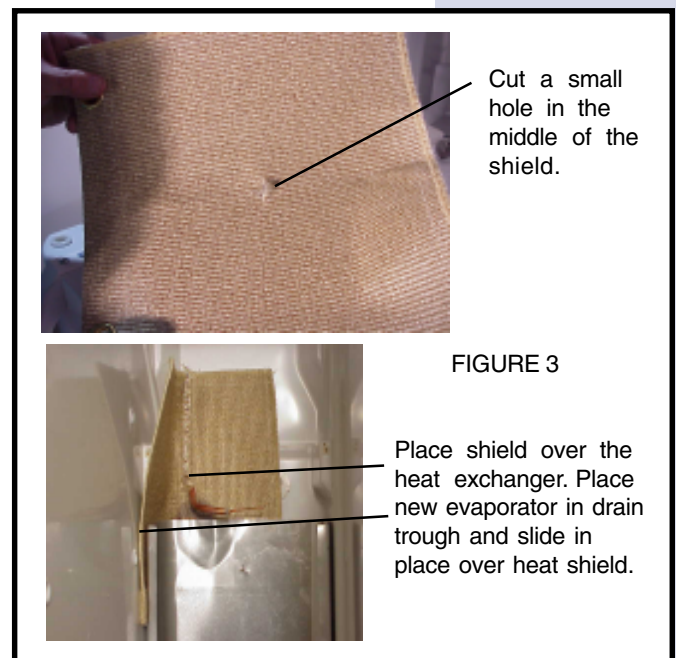 Cut a small
hole in the
middle of the
shield.
FIGURE 3
Place shield over the
heat exchanger. Place
new evaporator in drain
trough and slide in
place over heat shield.